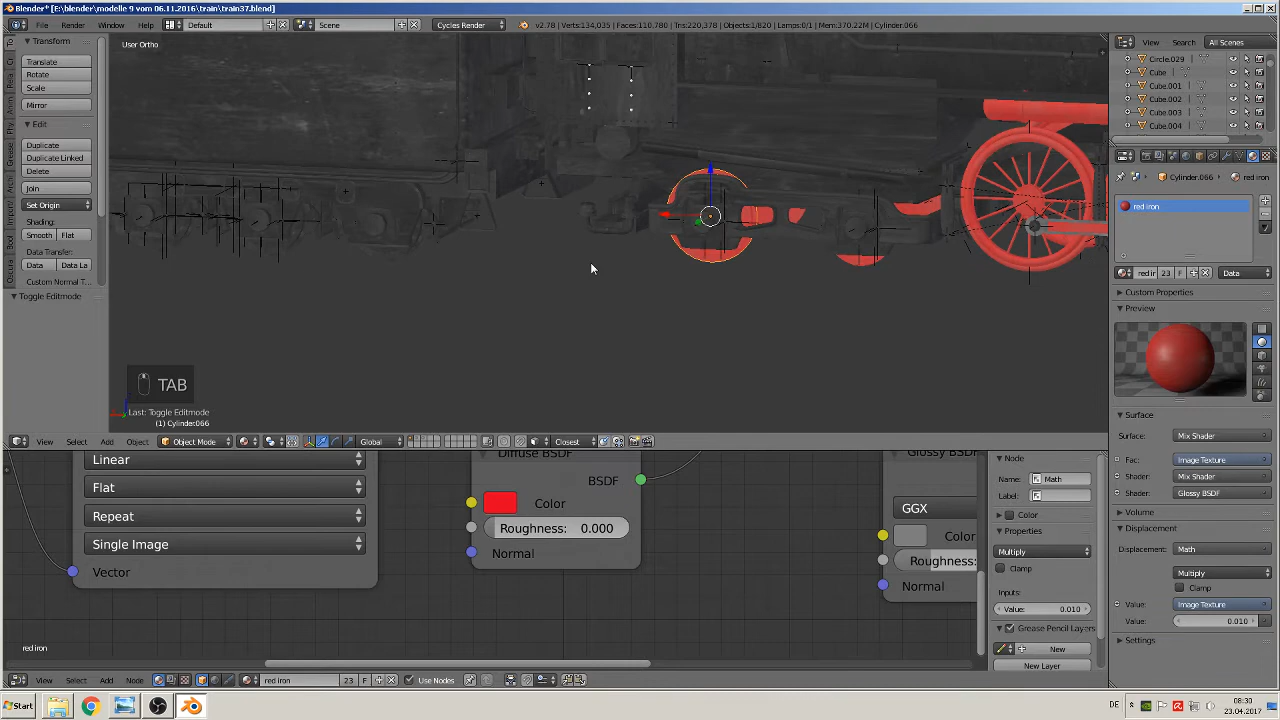 Blender* [E:\blender\modelle 9 vom 06.11.2016\train\train37.blend]
File Render Window Help Default Scene Cycles Render v2.78 | Verts:134,035 | Faces:110,780 | Tris:220,378 | Objects:1/820 | Lamps:0/1 | Mem:370.22M | Cylinder.066
Transform
Translate
Rotate
Scale
Mirror
Edit
Duplicate
Duplicate Linked
Delete
Join
Set Origin
Shading:
Smooth Flat
Data Transfer:
Data Data La
Custom Normal T
Toggle Editmode
User Ortho
TAB
Last: Toggle Editmode
(1) Cylinder.066
View Select Add Object Object Mode Global Closest
View Search All Scenes
Circle.029
Cube
Cube.001
Cube.002
Cube.003
Cube.004
Cylinder.066 red iron
red iron
red ir 23 F Data
Custom Properties
Preview
Surface
Surface: Mix Shader
Fac: Image Texture
Shader: Mix Shader
Shader: Glossy BSDF
Volume
Displacement
Displacement: Math
Multiply
Clamp
Value: Image Texture
Value: 0.010
Settings
Linear
Flat
Repeat
Single Image
Vector
Diffuse BSDF
BSDF
Color
Roughness: 0.000
Normal
Glossy BSD
GGX
Color
Roughness:
Normal
Node
Name: Math
Label:
Color
Properties
Multiply
Clamp
Inputs:
Value: 0.010
Grease Pencil Layers
New
New Layer
red iron
View Select Add Node red iron 23 F Use Nodes
Start
DE 08:30
23.04.2017